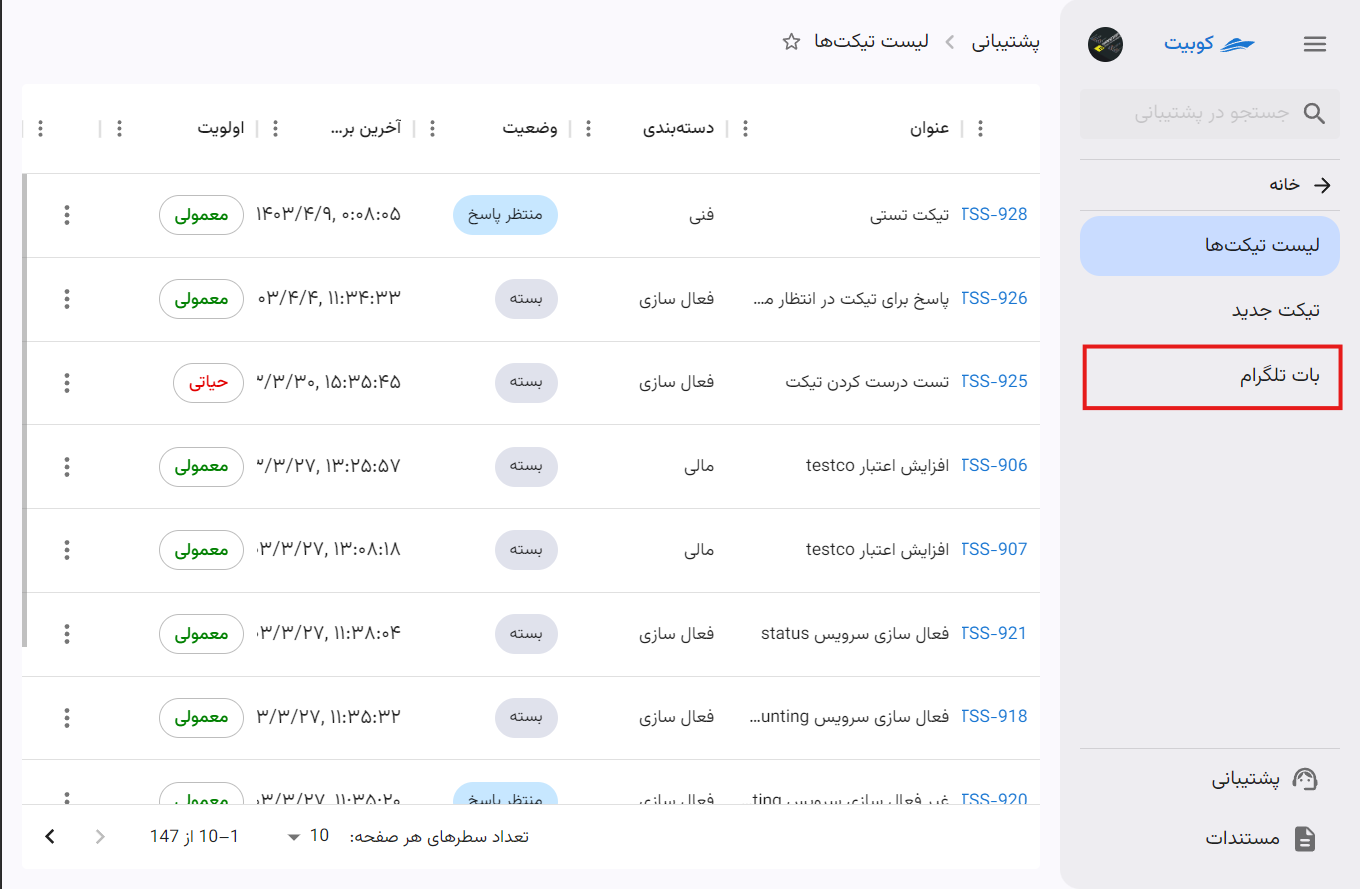 کوبیت
جستجو در پشتیبانی
خانه
لیست تیکت‌ها
تیکت جدید
بات تلگرام
پشتیبانی
مستندات
پشتیبانی
لیست تیکت‌ها
عنوان دسته‌بندی وضعیت آخرین بر... اولویت
TSS-928 تیکت تستی فنی منتظر پاسخ ۱۴۰۳/۴/۹, ۰:۰۸:۰۵ معمولی
TSS-926 پاسخ برای تیکت در انتظار م... فعال سازی بسته ۰۳/۴/۴, ۱۱:۳۴:۳۳ معمولی
TSS-925 تست درست کردن تیکت فعال سازی بسته ۳/۳/۳۰, ۱۵:۳۵:۴۵ حیاتی
TSS-906 افزایش اعتبار testco مالی بسته ۳/۳/۲۷, ۱۳:۲۵:۵۷ معمولی
TSS-907 افزایش اعتبار testco مالی بسته ۰۳/۳/۲۷, ۱۳:۰۸:۱۸ معمولی
TSS-921 فعال سازی سرویس status فعال سازی بسته ۰۳/۳/۲۷, ۱۱:۳۸:۰۴ معمولی
TSS-918 فعال سازی سرویس unting... فعال سازی بسته ۳/۳/۲۷, ۱۱:۳۵:۳۲ معمولی
TSS-920 غیر فعال سازی سرویس ting فعال سازی منتظر پاسخ ۰۳/۳/۲۷, ۱۱:۳۵:۲۰ معمولی
تعداد سطرهای هر صفحه: 10 1–10 از 147